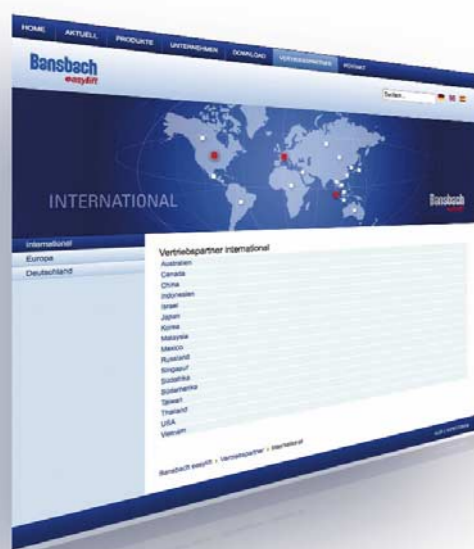 HOME AKTUELL PRODUKTE UNTERNEHMEN DOWNLOAD VERTRIEBSPARTNER KONTAKT
Bansbach
easylift
Suchen...
INTERNATIONAL
Bansbach
easylift
International
Europa
Deutschland
Vertriebspartner international
Australien
Canada
China
Indonesien
Israel
Japan
Korea
Malaysia
Mexico
Russland
Singapur
Südafrika
Südamerika
Taiwan
Thailand
USA
Vietnam
Bansbach easylift > Vertriebspartner > International